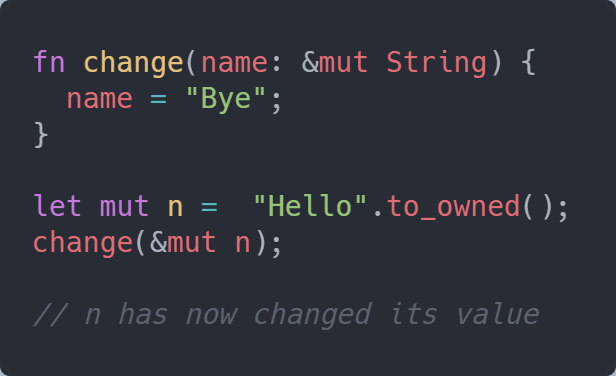 fn change(name: &mut String) {
  name = "Bye";
}
let mut n =  "Hello".to_owned();
change(&mut n);
// n has now changed its value